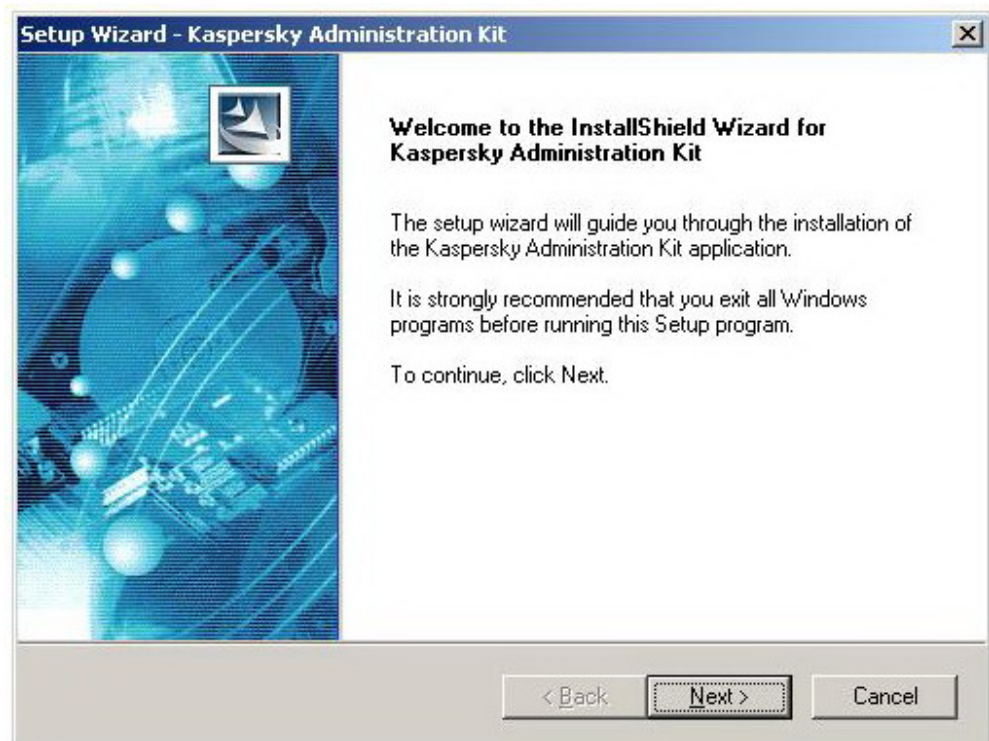 Setup Wizard - Kaspersky Administration Kit
Welcome to the InstallShield Wizard for
Kaspersky Administration Kit
The setup wizard will guide you through the installation of
the Kaspersky Administration Kit application.
It is strongly recommended that you exit all Windows
programs before running this Setup program.
To continue, click Next.
< Back
Next >
Cancel